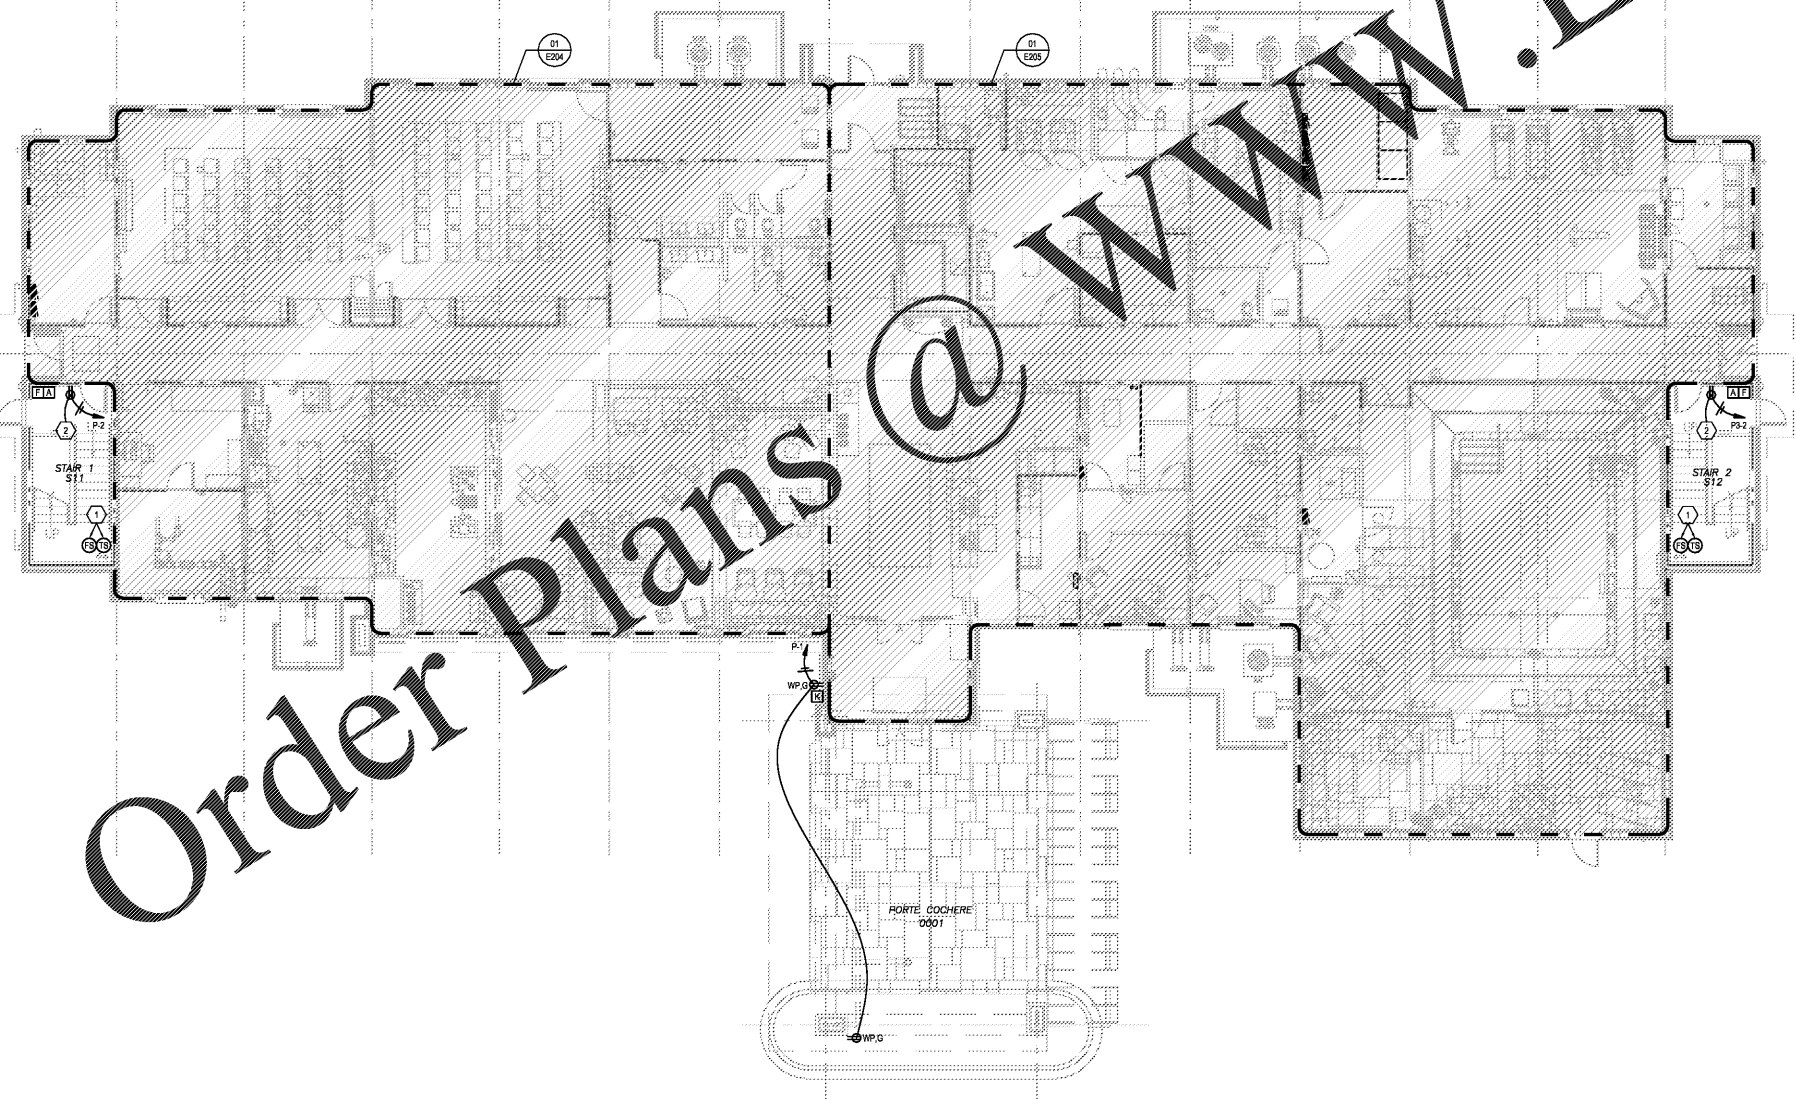 01
E204
01
E205
F A
2
P-2
STAIR 1
S11
1
FS TS
A F
2
P3-2
STAIR 2
S12
1
FS TS
P-1
WP,G
K
PORTE COCHERE
0001
WP,G
Order Plans @ www.